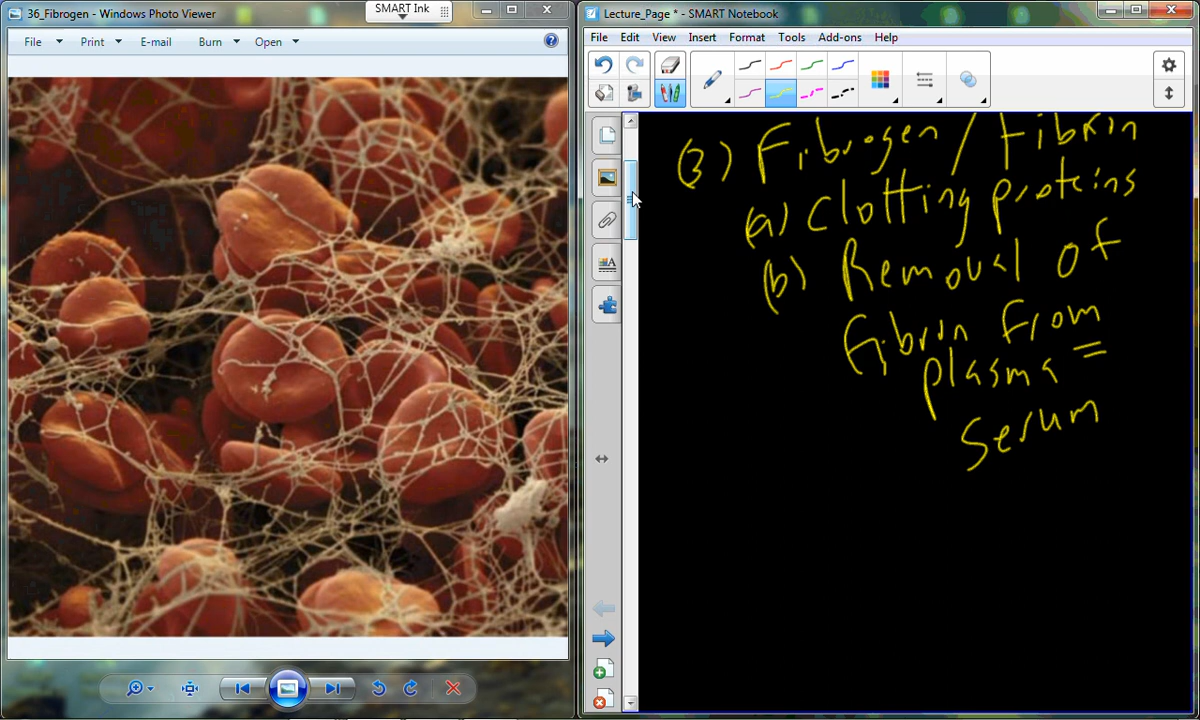 36_Fibrogen - Windows Photo Viewer
SMART Ink
File Print E-mail Burn Open
Lecture_Page * - SMART Notebook
File Edit View Insert Format Tools Add-ons Help
(3) Fibrogen / Fibrin
(a) Clotting proteins
(b) Removal of
Fibrin From
plasma =
Serum